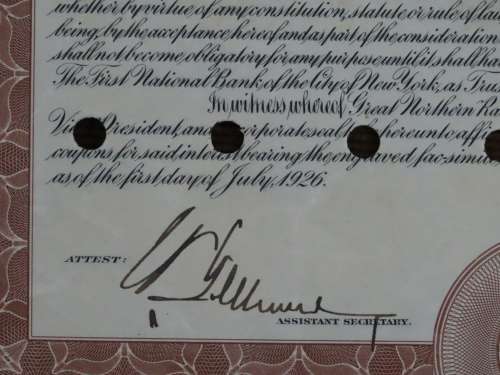 whether by virtue of any constitution, statute or rule of la
being, by the acceptance hereof and as part of the consideration
shall not become obligatory for any purpose until it shall ha
The First National Bank of the City of New York, as Trus
In witness whereof Great Northern Ra
Vice President, and corporate seal hereunto affi
coupons for said interest bearing the engraved fac-simi
as of the first day of July, 1926.
ATTEST:
ASSISTANT SECRETARY.